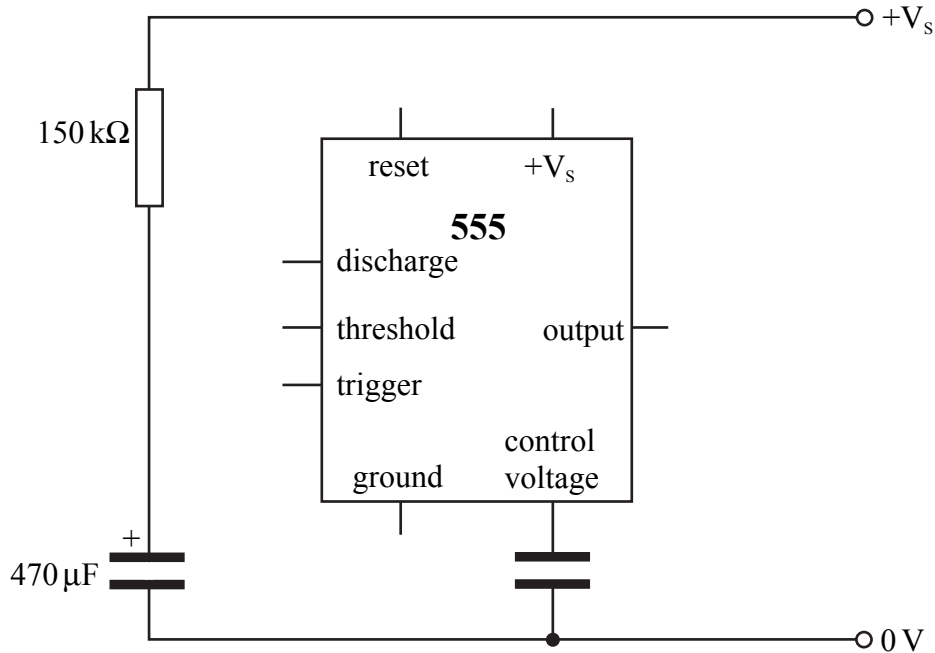 +Vs
150 kΩ
reset
+Vs
555
discharge
threshold
output
trigger
control
ground
voltage
+
470 μF
0 V